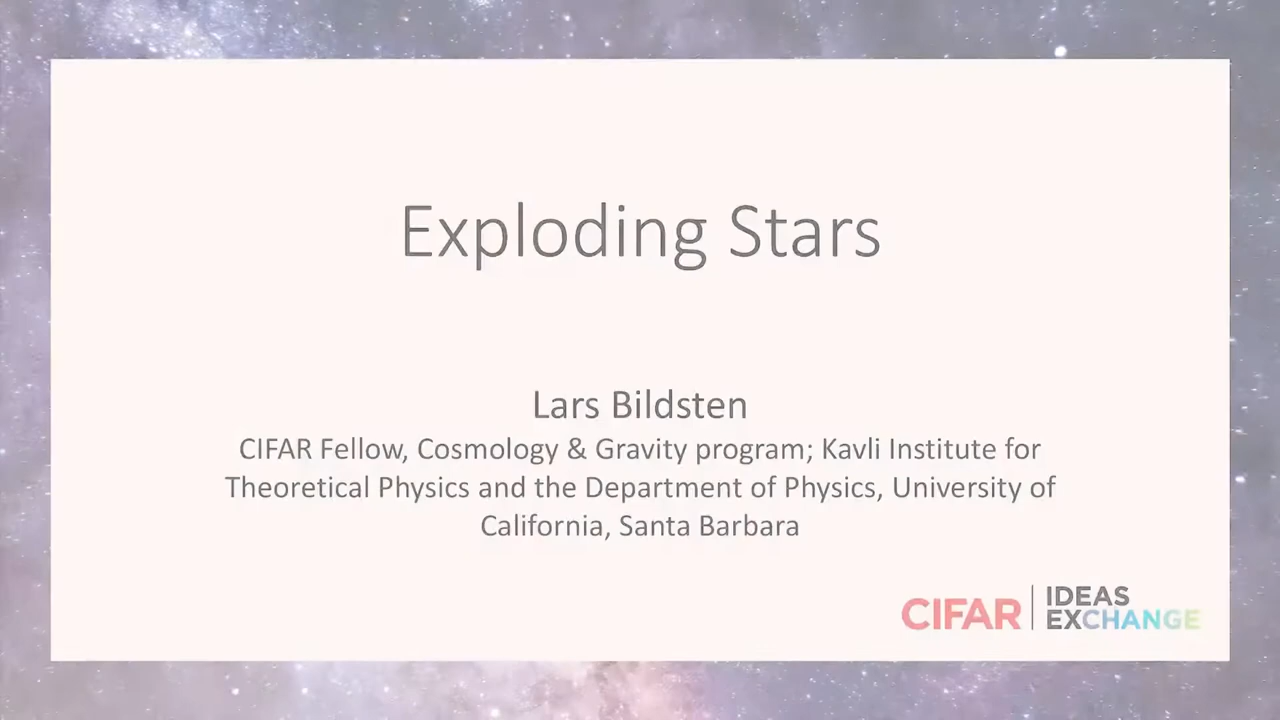 Exploding Stars
Lars Bildsten
CIFAR Fellow, Cosmology & Gravity program; Kavli Institute for
Theoretical Physics and the Department of Physics, University of
California, Santa Barbara
CIFAR
IDEAS
EXCHANGE